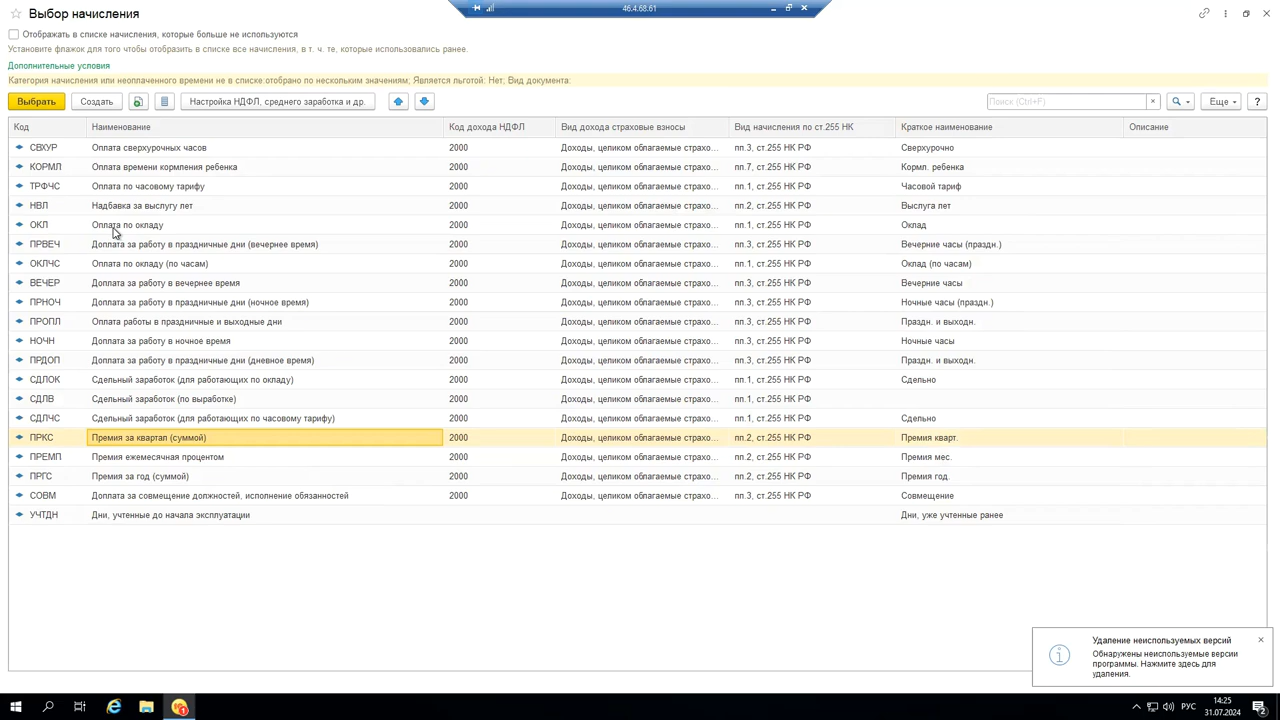 46.4.68.61
Выбор начисления
Отображать в списке начисления, которые больше не используются
Установите флажок для того чтобы отобразить в списке все начисления, в т. ч. те, которые использовались ранее.
Дополнительные условия
Категория начисления или неоплаченного времени не в списке:отобрано по нескольким значениям; Является льготой: Нет; Вид документа:
Выбрать Создать Настройка НДФЛ, среднего заработка и др. Поиск (Ctrl+F) × Еще ?
Код Наименование Код дохода НДФЛ Вид дохода страховые взносы Вид начисления по ст.255 НК Краткое наименование Описание
СВХУР Оплата сверхурочных часов 2000 Доходы, целиком облагаемые страхо... пп.3, ст.255 НК РФ Сверхурочно
КОРМЛ Оплата времени кормления ребенка 2000 Доходы, целиком облагаемые страхо... пп.7, ст.255 НК РФ Кормл. ребенка
ТРФЧС Оплата по часовому тарифу 2000 Доходы, целиком облагаемые страхо... пп.1, ст.255 НК РФ Часовой тариф
НВЛ Надбавка за выслугу лет 2000 Доходы, целиком облагаемые страхо... пп.2, ст.255 НК РФ Выслуга лет
ОКЛ Оплата по окладу 2000 Доходы, целиком облагаемые страхо... пп.1, ст.255 НК РФ Оклад
ПРВЕЧ Доплата за работу в праздничные дни (вечернее время) 2000 Доходы, целиком облагаемые страхо... пп.3, ст.255 НК РФ Вечерние часы (праздн.)
ОКЛЧС Оплата по окладу (по часам) 2000 Доходы, целиком облагаемые страхо... пп.1, ст.255 НК РФ Оклад (по часам)
ВЕЧЕР Доплата за работу в вечернее время 2000 Доходы, целиком облагаемые страхо... пп.3, ст.255 НК РФ Вечерние часы
ПРНОЧ Доплата за работу в праздничные дни (ночное время) 2000 Доходы, целиком облагаемые страхо... пп.3, ст.255 НК РФ Ночные часы (праздн.)
ПРОПЛ Оплата работы в праздничные и выходные дни 2000 Доходы, целиком облагаемые страхо... пп.3, ст.255 НК РФ Праздн. и выходн.
НОЧН Доплата за работу в ночное время 2000 Доходы, целиком облагаемые страхо... пп.3, ст.255 НК РФ Ночные часы
ПРДОП Доплата за работу в праздничные дни (дневное время) 2000 Доходы, целиком облагаемые страхо... пп.3, ст.255 НК РФ Праздн. и выходн.
СДЛОК Сдельный заработок (для работающих по окладу) 2000 Доходы, целиком облагаемые страхо... пп.1, ст.255 НК РФ Сдельно
СДЛВ Сдельный заработок (по выработке) 2000 Доходы, целиком облагаемые страхо... пп.1, ст.255 НК РФ
СДЛЧС Сдельный заработок (для работающих по часовому тарифу) 2000 Доходы, целиком облагаемые страхо... пп.1, ст.255 НК РФ Сдельно
ПРКС Премия за квартал (суммой) 2000 Доходы, целиком облагаемые страхо... пп.2, ст.255 НК РФ Премия кварт.
ПРЕМП Премия ежемесячная процентом 2000 Доходы, целиком облагаемые страхо... пп.2, ст.255 НК РФ Премия мес.
ПРГС Премия за год (суммой) 2000 Доходы, целиком облагаемые страхо... пп.2, ст.255 НК РФ Премия год.
СОВМ Доплата за совмещение должностей, исполнение обязанностей 2000 Доходы, целиком облагаемые страхо... пп.3, ст.255 НК РФ Совмещение
УЧТДН Дни, учтенные до начала эксплуатации Дни, уже учтенные ранее
Удаление неиспользуемых версий
Обнаружены неиспользуемые версии
программы. Нажмите здесь для
удаления.
РУС 14:25
31.07.2024
2